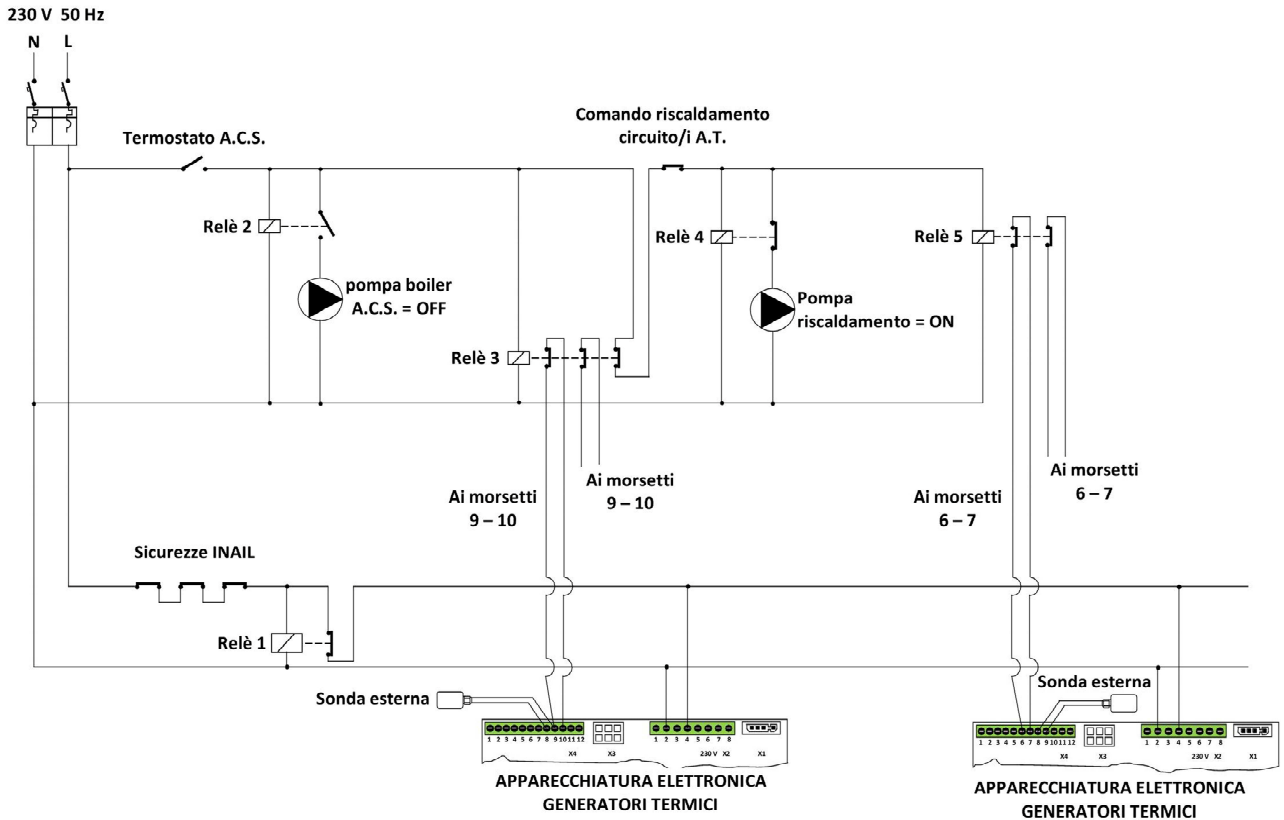 230 V 50 Hz
N L
Termostato A.C.S.
Comando riscaldamento
circuito/i A.T.
Relè 2
pompa boiler
A.C.S. = OFF
Relè 3
Relè 4
Pompa
riscaldamento = ON
Relè 5
Ai morsetti
9 – 10
Ai morsetti
9 – 10
Ai morsetti
6 – 7
Ai morsetti
6 – 7
Sicurezze INAIL
Relè 1
Sonda esterna
1 2 3 4 5 6 7 8 9 10 11 12
X4 X3
1 2 3 4 5 6 7 8
230 V X2 X1
APPARECCHIATURA ELETTRONICA
GENERATORI TERMICI
Sonda esterna
1 2 3 4 5 6 7 8 9 10 11 12
X4 X3
1 2 3 4 5 6 7 8
230 V X2 X1
APPARECCHIATURA ELETTRONICA
GENERATORI TERMICI